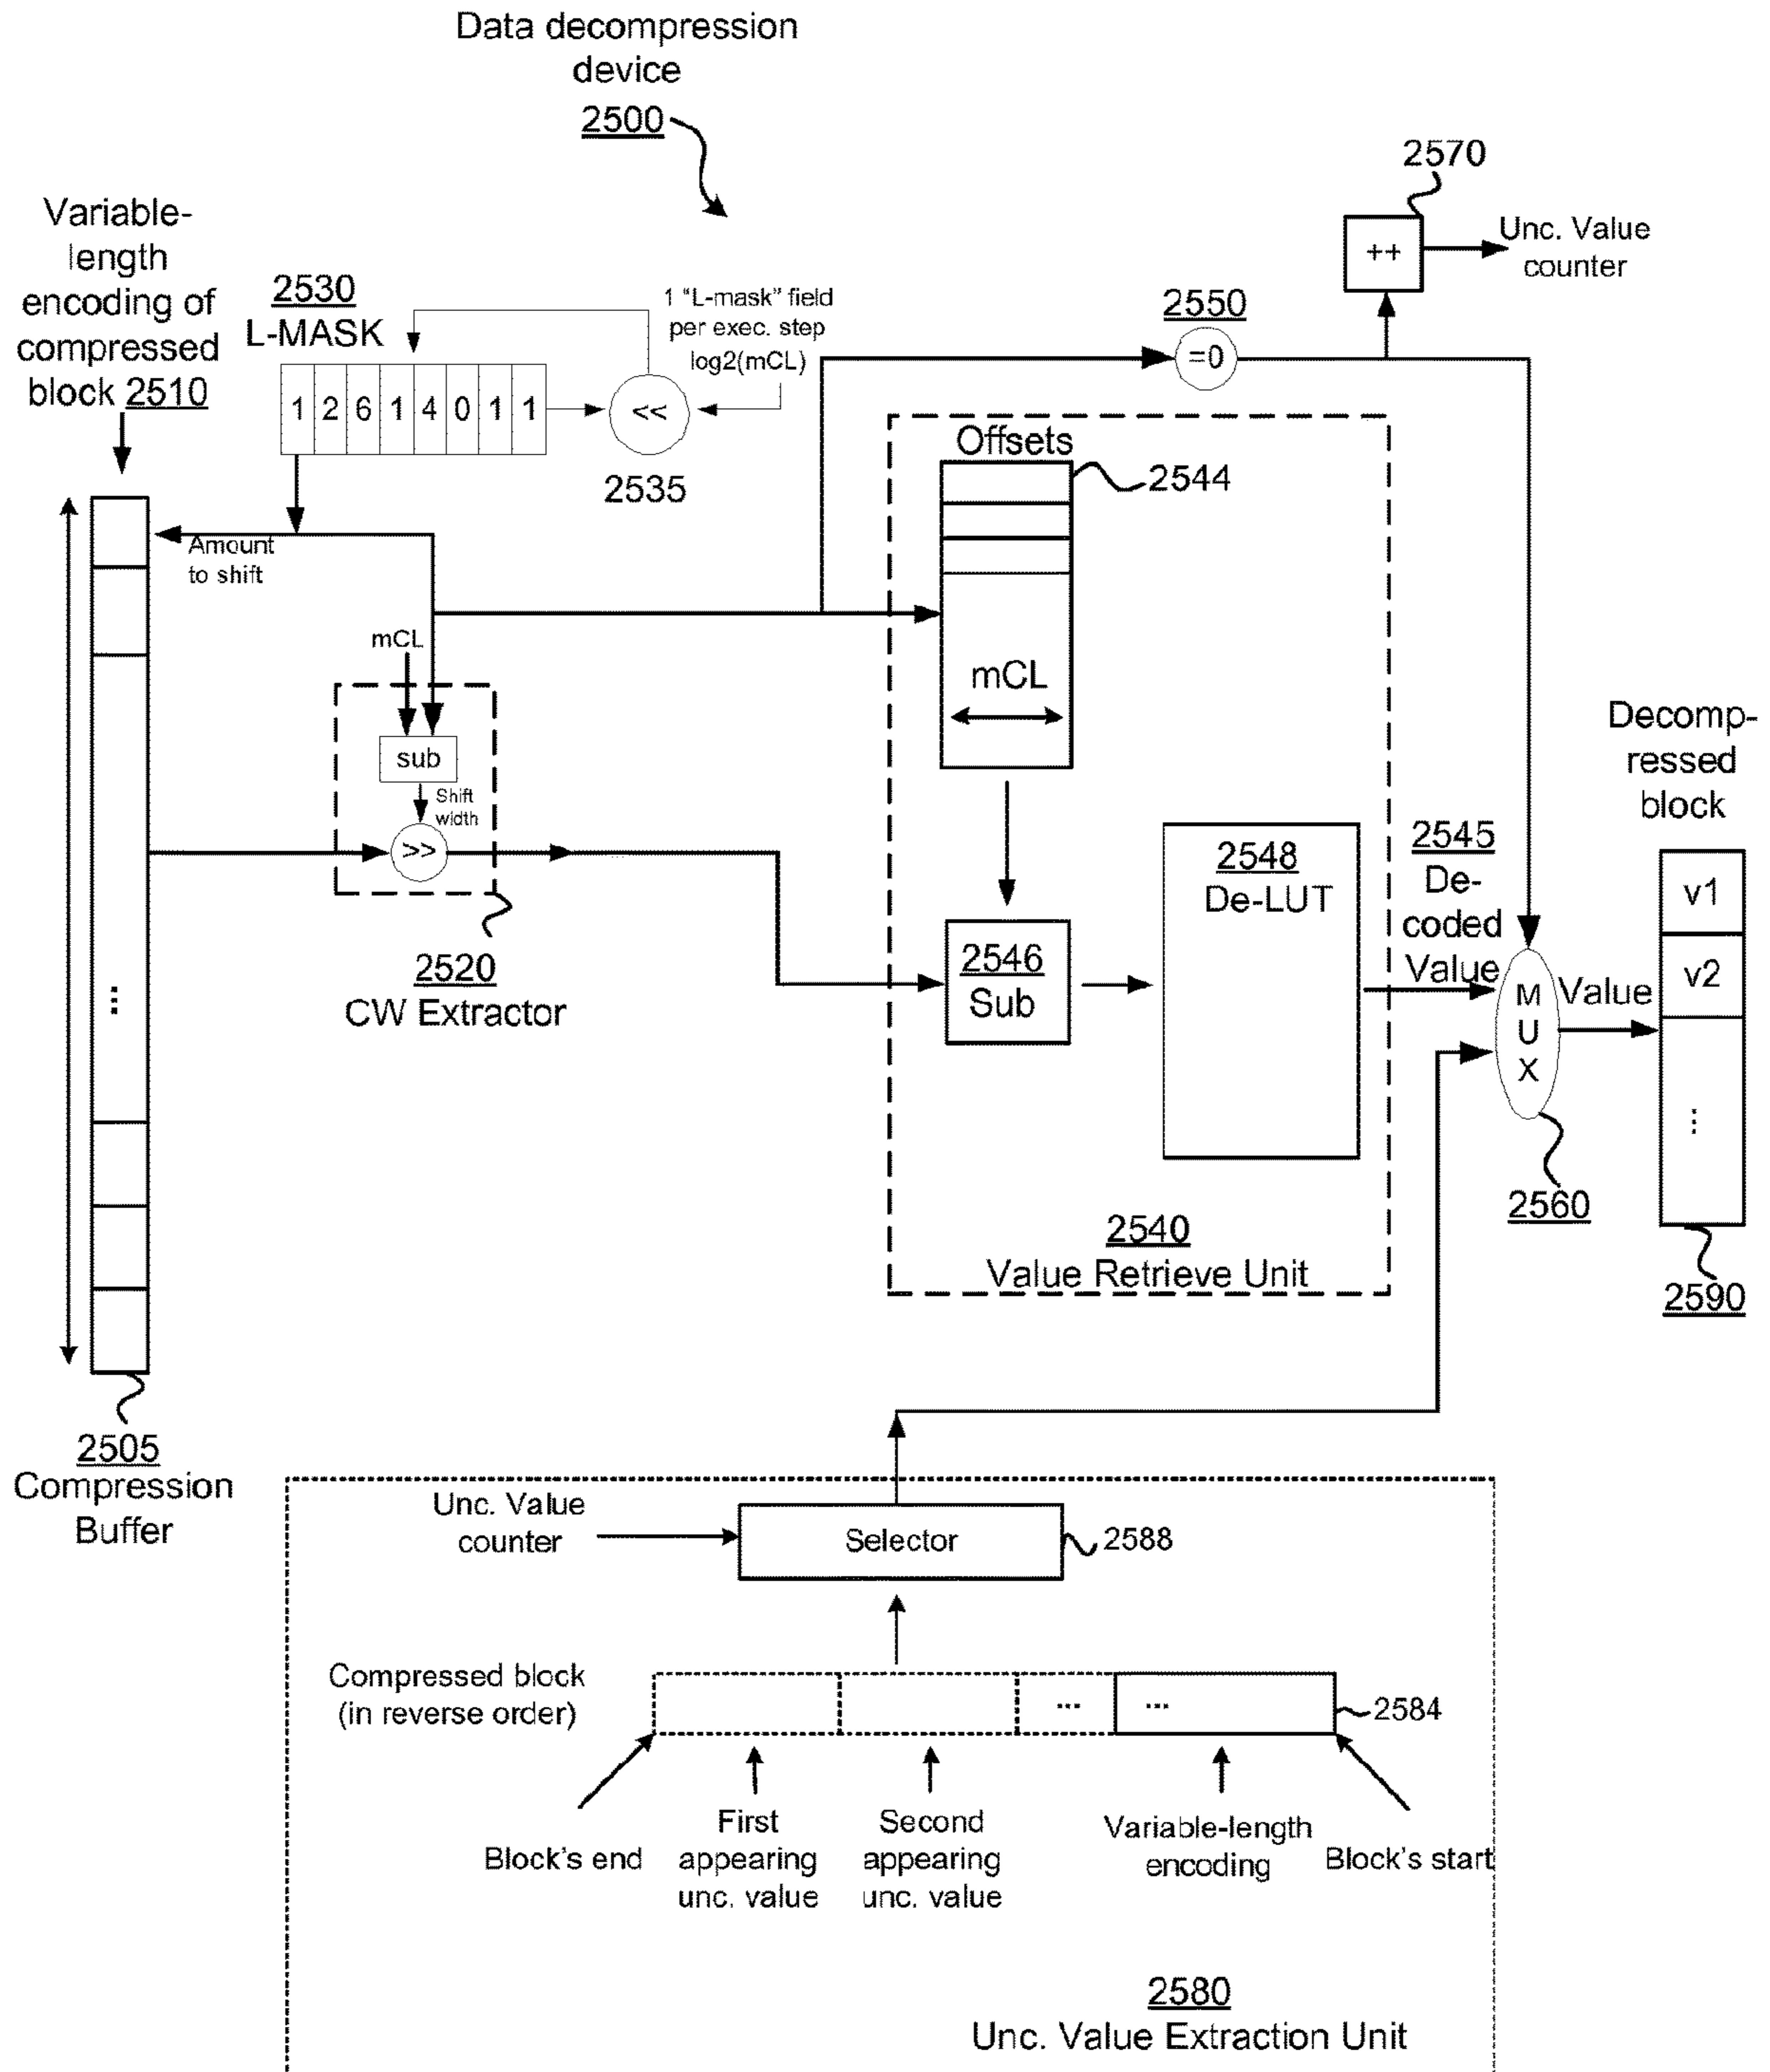 Data decompression
device
2500
2570
++
Unc. Value
counter
Variable-
length
encoding of
compressed
block 2510
2530
L-MASK
1 2 6 1 4 0 1 1
1 "L-mask" field
per exec. step
log2(mCL)
<<
2535
2550
=0
Offsets
2544
Amount
to shift
mCL
mCL
sub
Shift
width
>>
2520
CW Extractor
...
2546
Sub
2548
De-LUT
2545
De-
coded
Value
M
U
X
Value
2560
Decomp-
ressed
block
v1
v2
...
2590
2540
Value Retrieve Unit
2505
Compression
Buffer
Unc. Value
counter
Selector
2588
Compressed block
(in reverse order)
... ...
2584
Block's end
First
appearing
unc. value
Second
appearing
unc. value
Variable-length
encoding
Block's start
2580
Unc. Value Extraction Unit